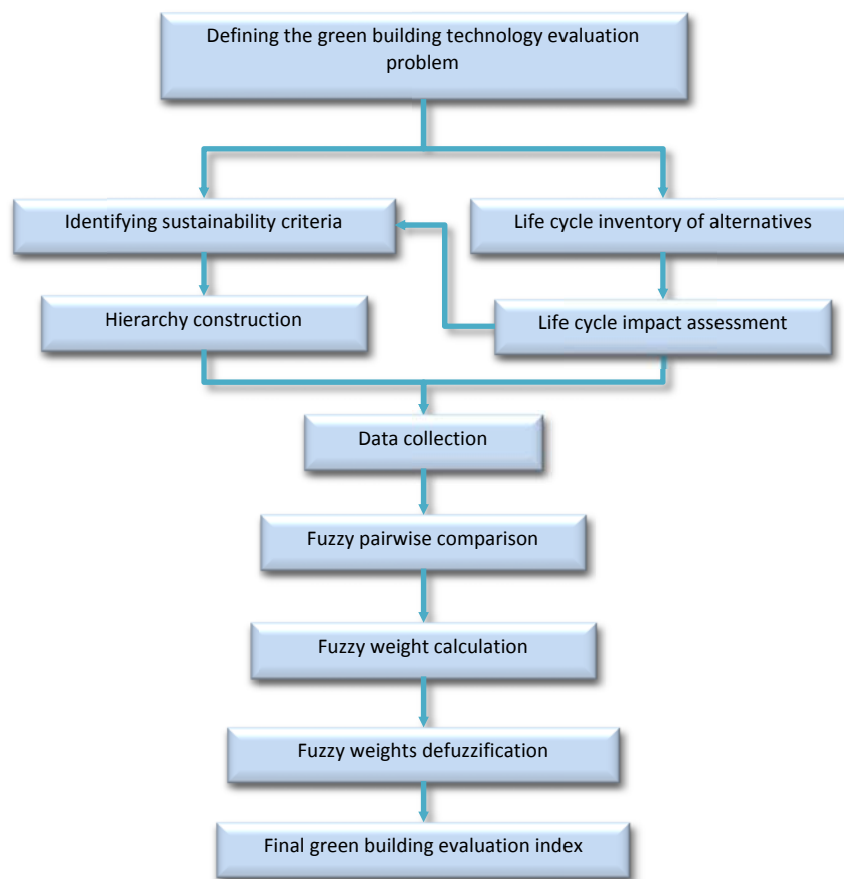 Defining the green building technology evaluation
problem
Identifying sustainability criteria
Life cycle inventory of alternatives
Hierarchy construction
Life cycle impact assessment
Data collection
Fuzzy pairwise comparison
Fuzzy weight calculation
Fuzzy weights defuzzification
Final green building evaluation index